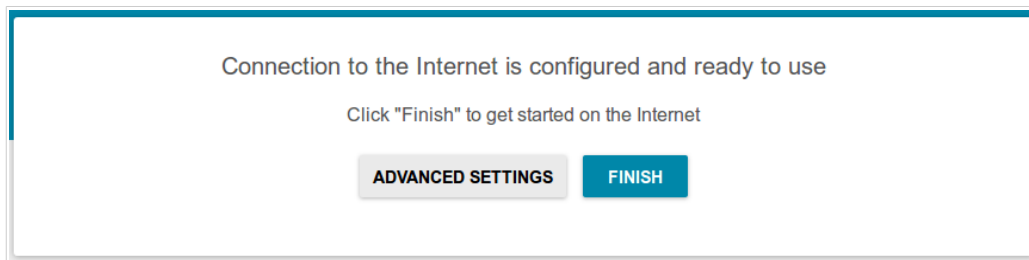 Connection to the Internet is configured and ready to use
Click "Finish" to get started on the Internet
ADVANCED SETTINGS FINISH